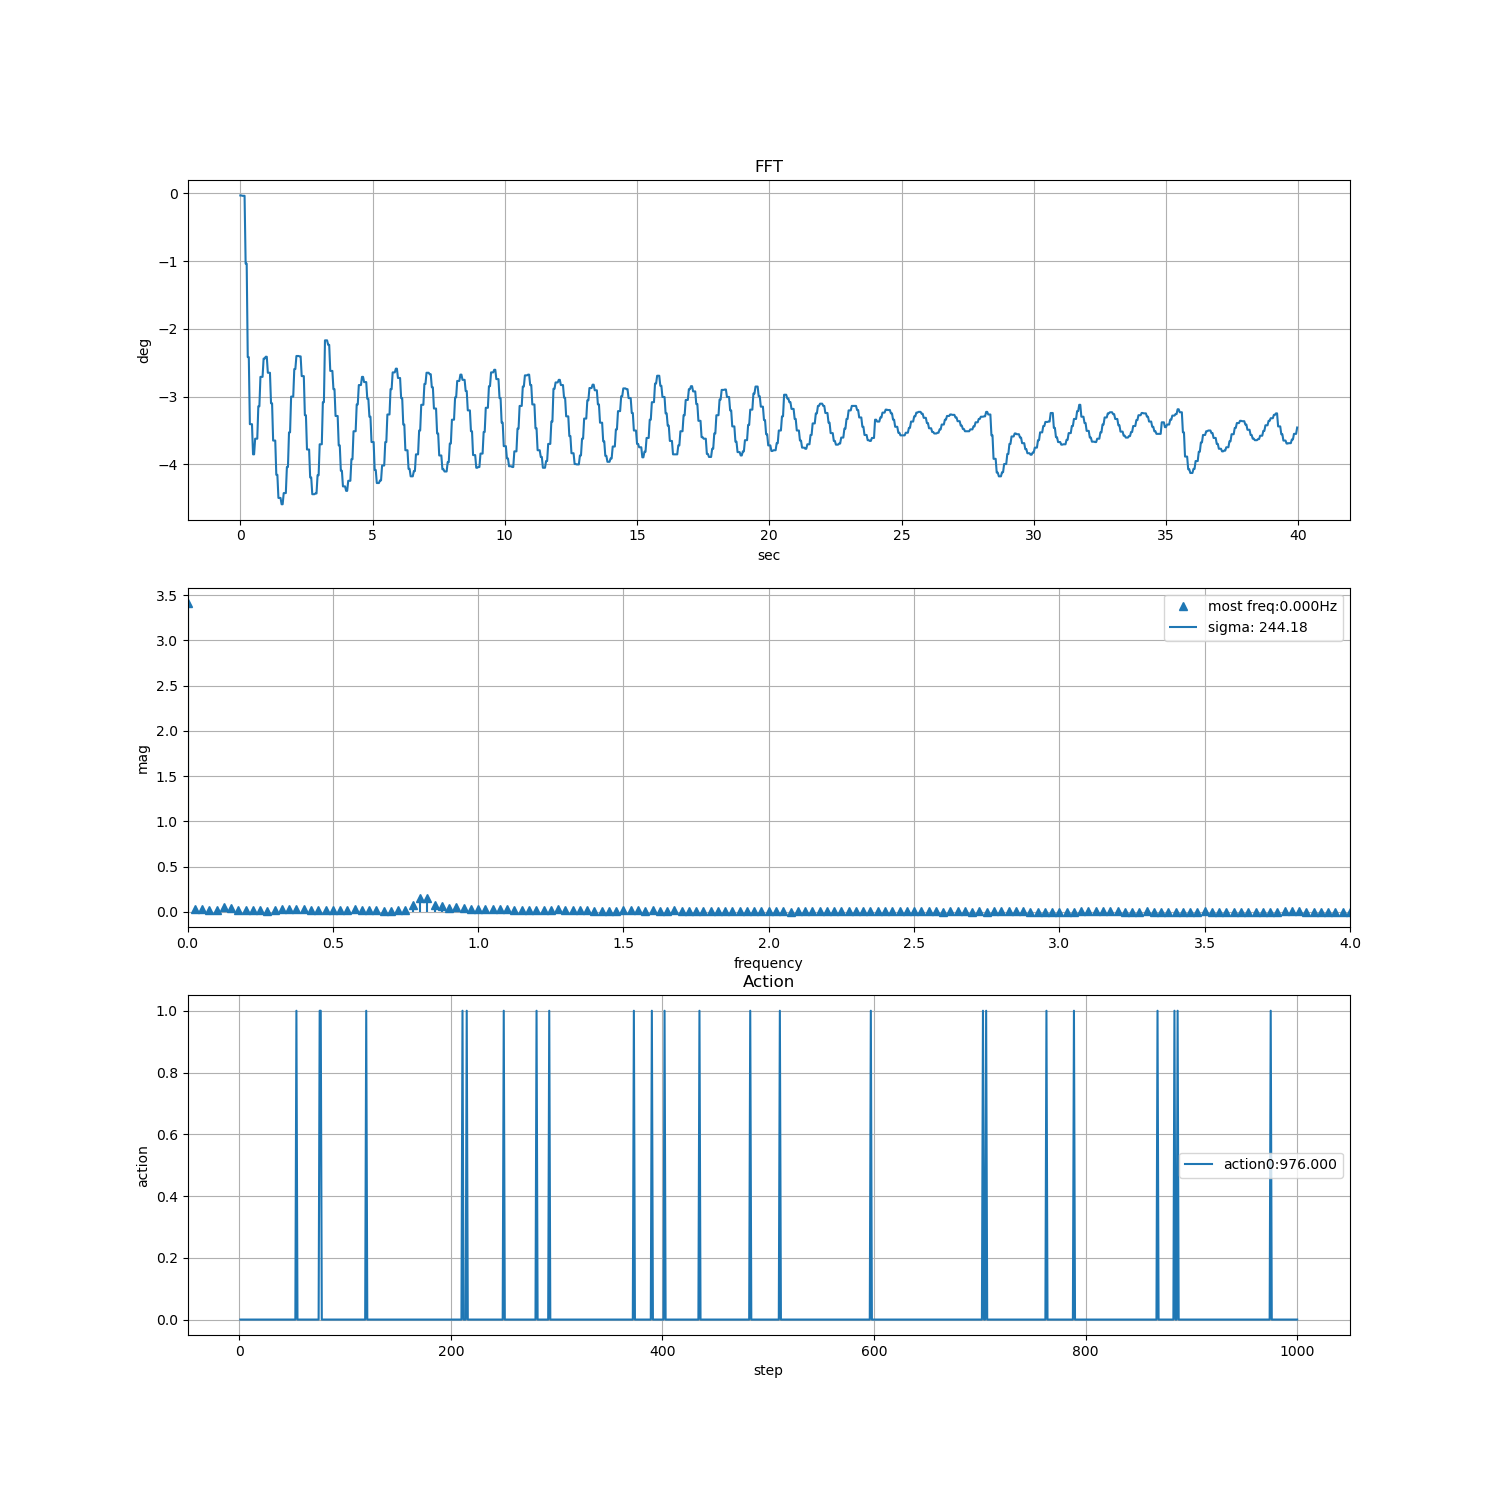 FFT
0
−1
−2
−3
−4
deg
0 5 10 15 20 25 30 35 40
sec
3.5
3.0
2.5
2.0
1.5
1.0
0.5
0.0
mag
most freq:0.000Hz
sigma: 244.18
0.0 0.5 1.0 1.5 2.0 2.5 3.0 3.5 4.0
frequency
Action
1.0
0.8
0.6
0.4
0.2
0.0
action
action0:976.000
0 200 400 600 800 1000
step